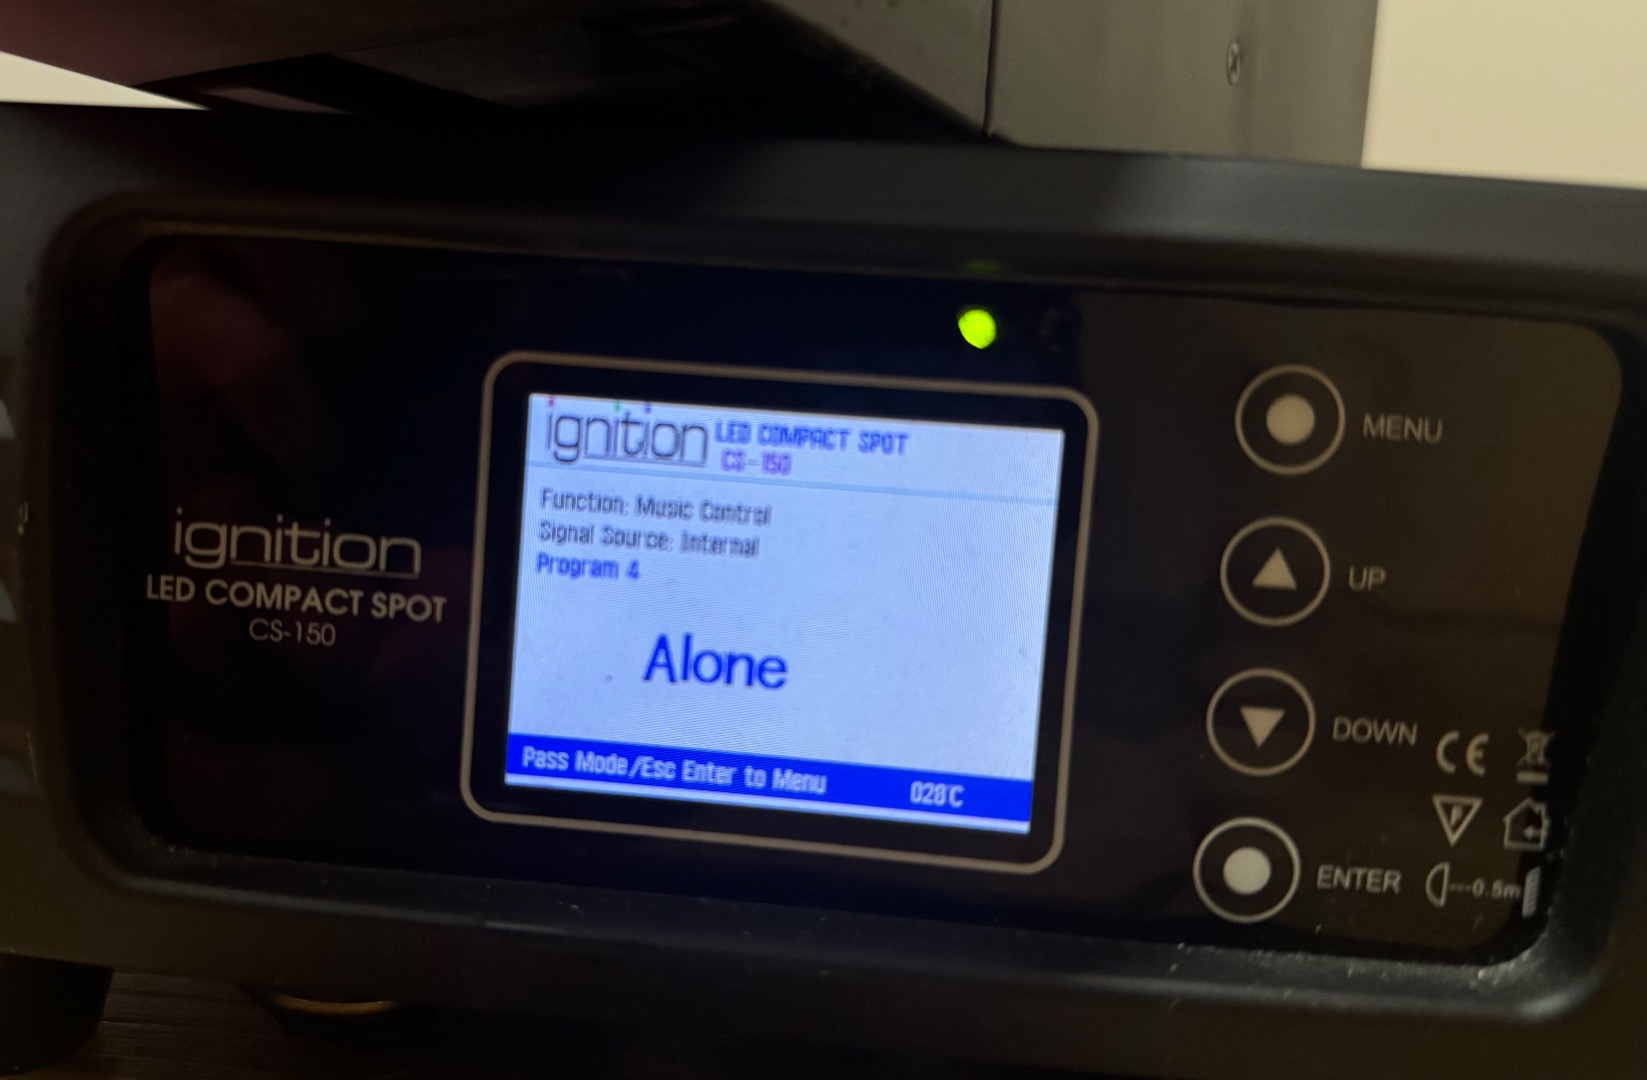 ignition
LED COMPACT SPOT
CS-150
ignition LED COMPACT SPOT
CS-150
Function: Music Control
Signal Source: Internal
Program 4
Alone
Pass Mode/Esc Enter to Menu 028°C
MENU
UP
DOWN
CE
F
ENTER
0.5m